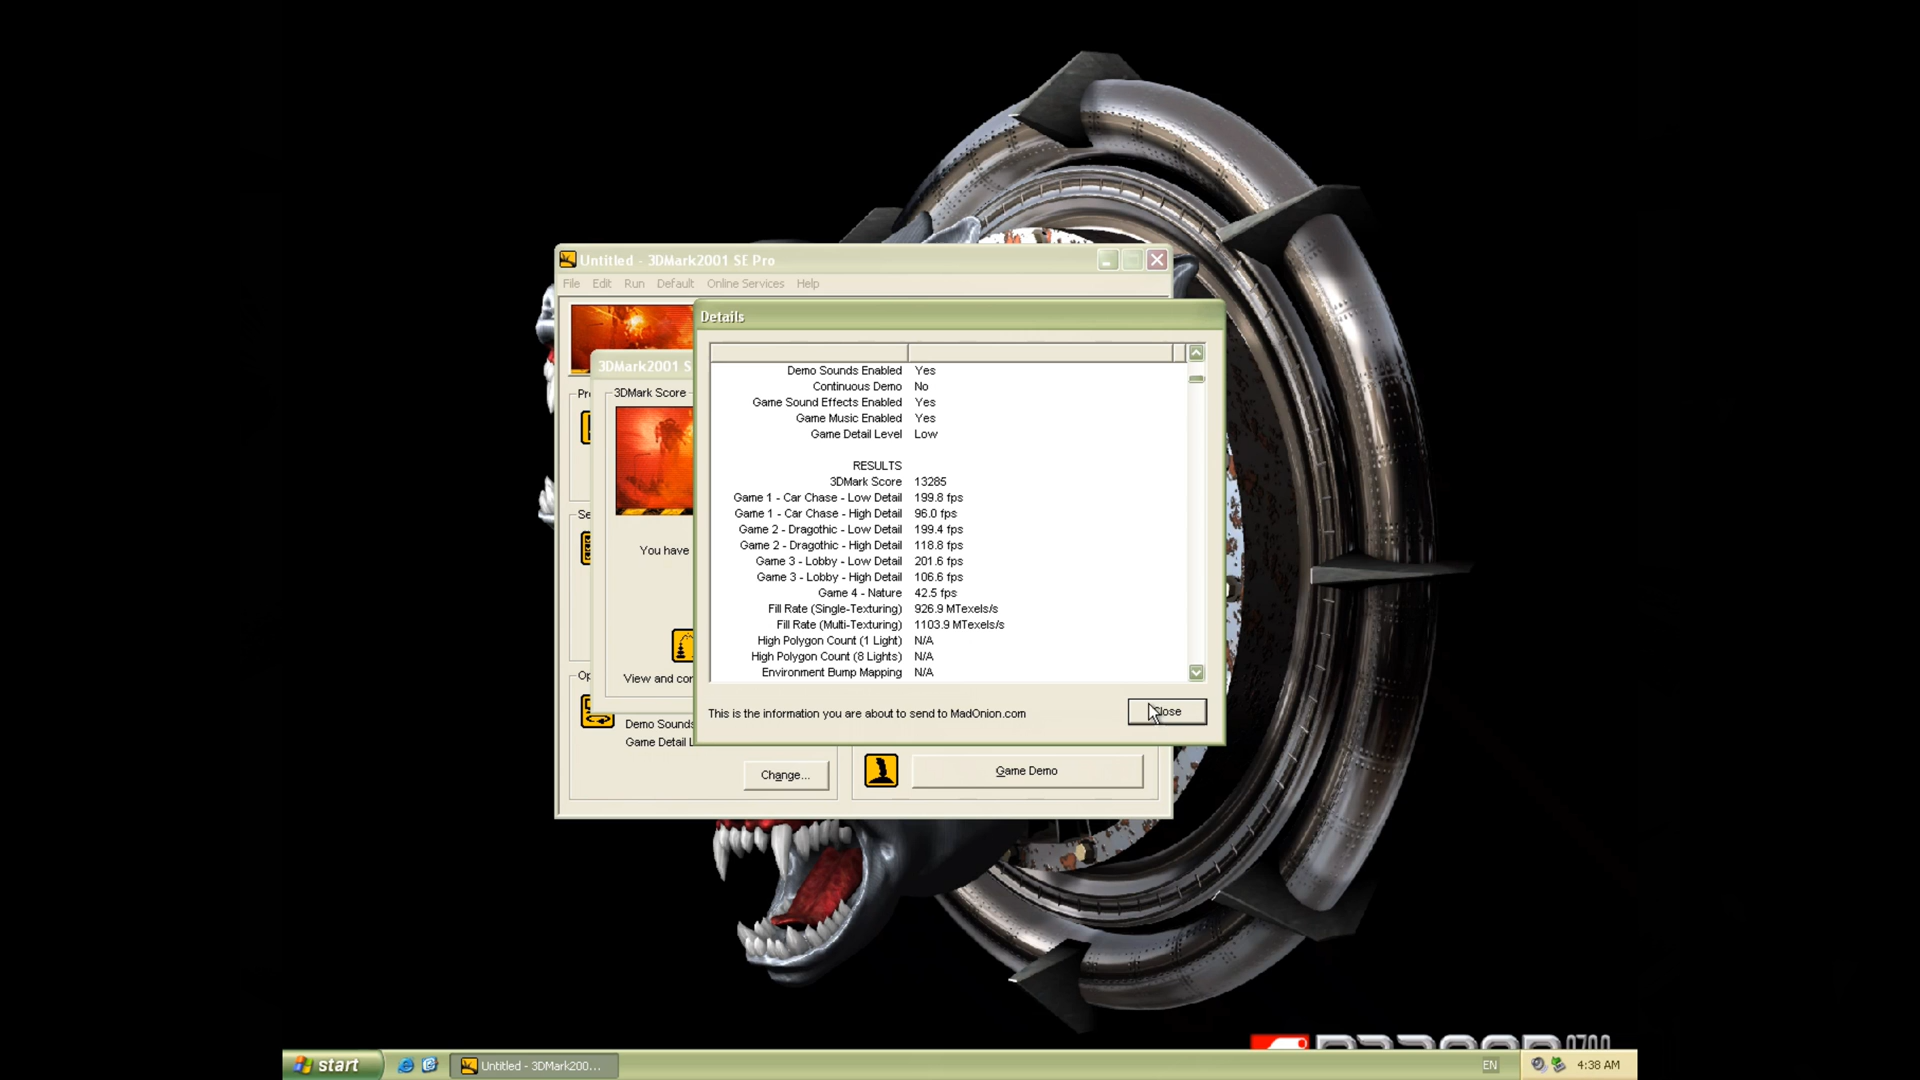 Untitled - 3DMark2001 SE Pro
File Edit Run Default Online Services Help
Details
3DMark2001 S
3DMark Score
Demo Sounds Enabled Yes
Continuous Demo No
Game Sound Effects Enabled Yes
Game Music Enabled Yes
Game Detail Level Low
RESULTS
3DMark Score 13285
Game 1 - Car Chase - Low Detail 199.8 fps
Game 1 - Car Chase - High Detail 96.0 fps
Game 2 - Dragothic - Low Detail 199.4 fps
Game 2 - Dragothic - High Detail 118.8 fps
Game 3 - Lobby - Low Detail 201.6 fps
Game 3 - Lobby - High Detail 106.6 fps
Game 4 - Nature 42.5 fps
Fill Rate (Single-Texturing) 926.9 MTexels/s
Fill Rate (Multi-Texturing) 1103.9 MTexels/s
High Polygon Count (1 Light) N/A
High Polygon Count (8 Lights) N/A
Environment Bump Mapping N/A
This is the information you are about to send to MadOnion.com
Close
Pr
Se
Op
You have
View and cor
Demo Sounds
Game Detail L
Change...
Game Demo
start
Untitled - 3DMark200...
EN
4:38 AM